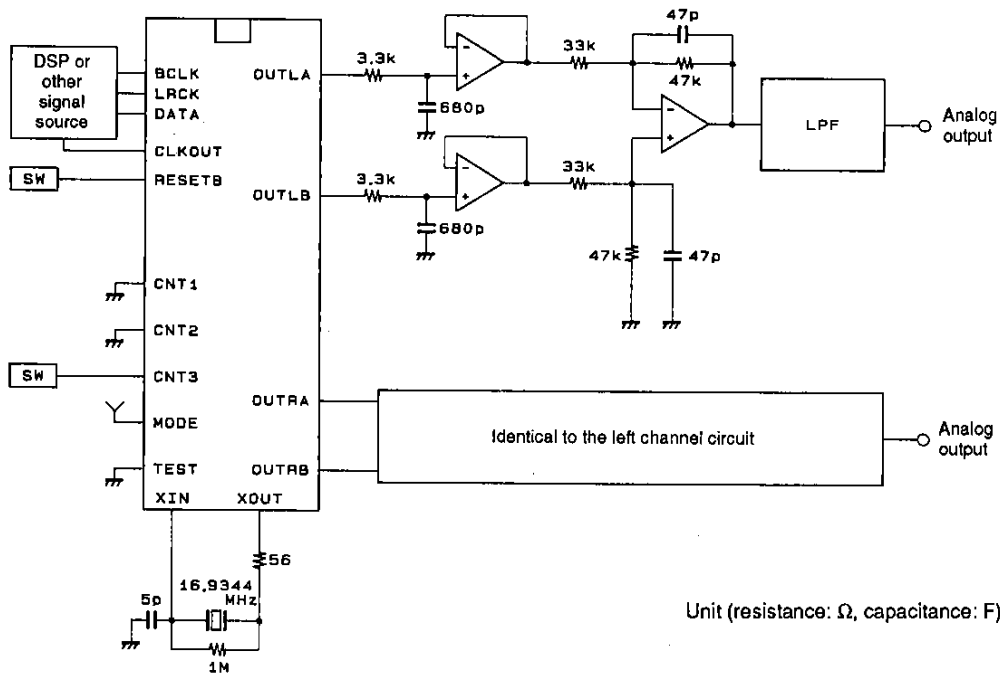 DSP or
other
signal
source
BCLK
LRCK
DATA
CLKOUT
SW
RESETB
CNT1
CNT2
SW
CNT3
MODE
TEST
XIN
XOUT
OUTLA
OUTLB
OUTRA
OUTRB
3.3k
680p
33k
47p
47k
3.3k
680p
33k
47k
47p
LPF
Analog
output
Identical to the left channel circuit
Analog
output
56
16.9344
MHz
5p
1M
Unit (resistance: Ω, capacitance: F)